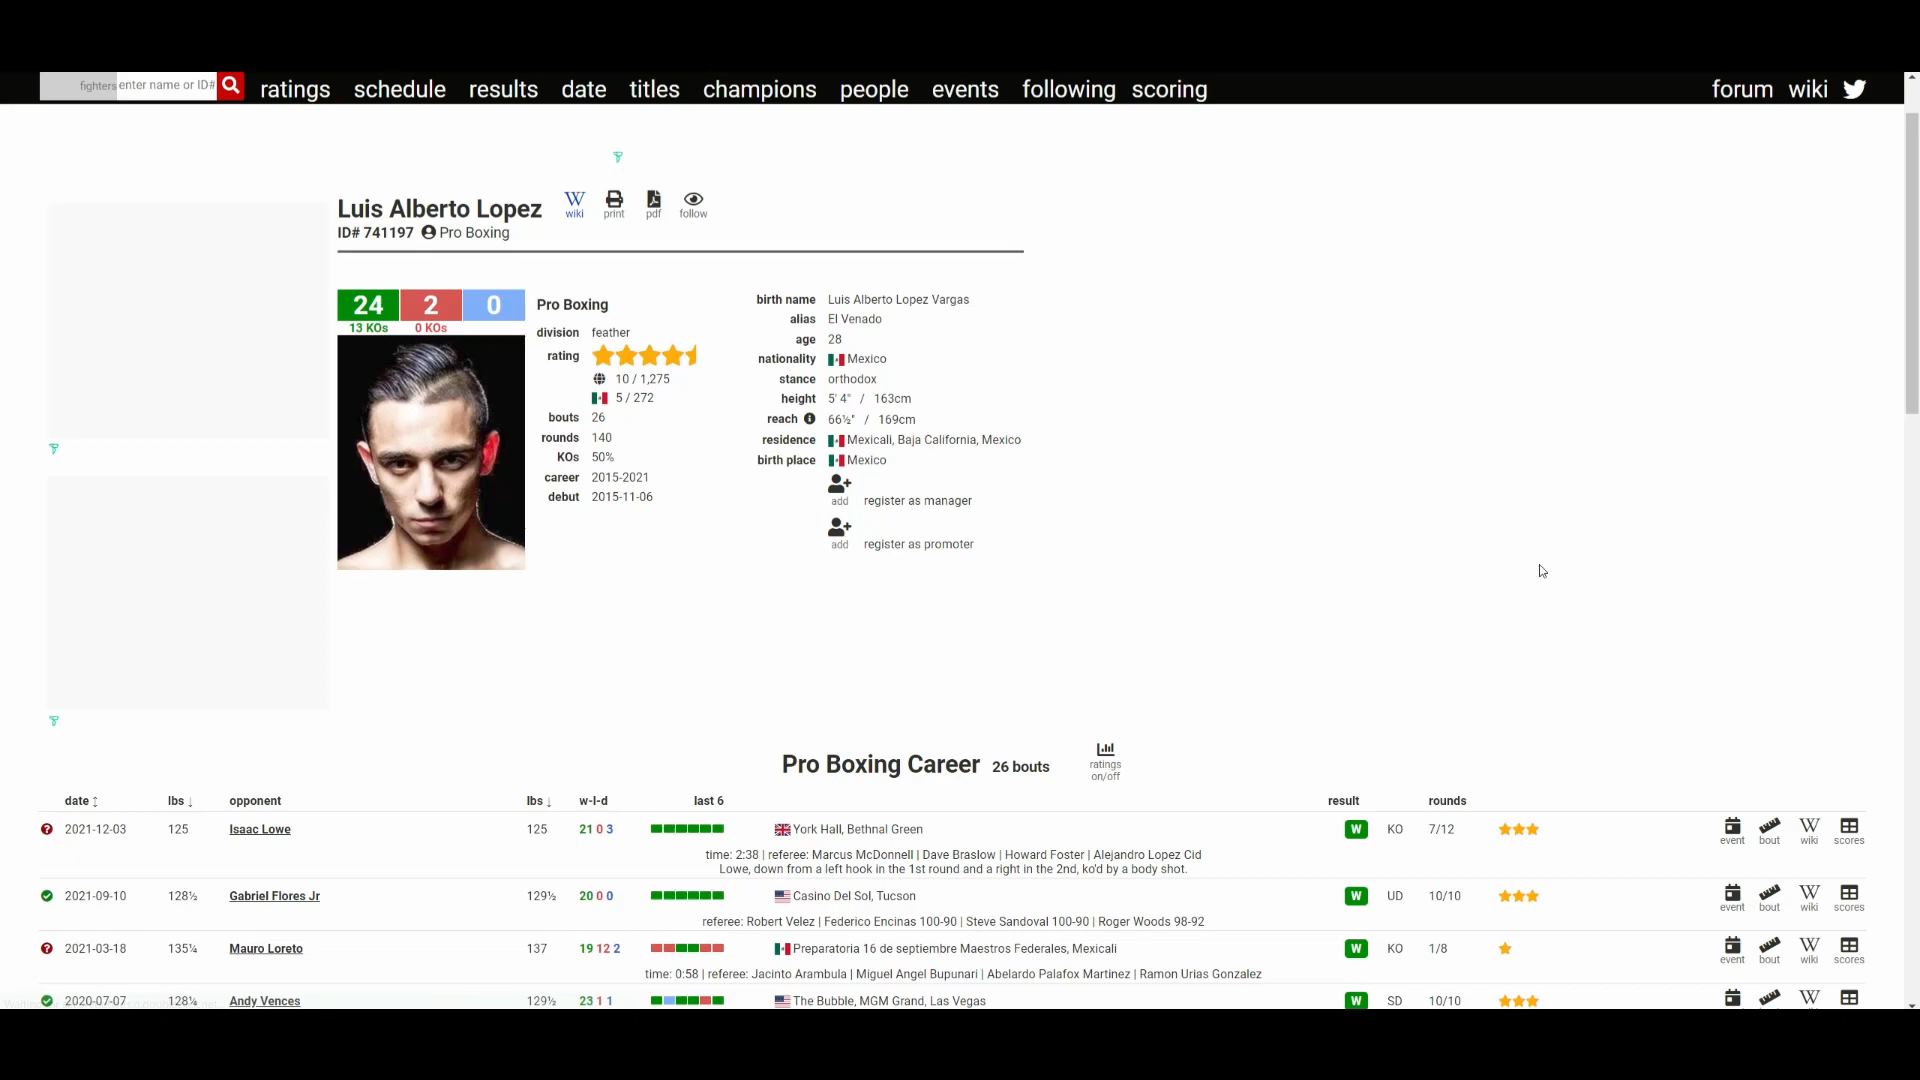 fighters enter name or ID# ratings schedule results date titles champions people events following scoring forum wiki
Luis Alberto Lopez
wiki print pdf follow
ID# 741197 Pro Boxing
24 2 0
13 KOs 0 KOs
Pro Boxing
division feather
rating
10 / 1,275
5 / 272
bouts 26
rounds 140
KOs 50%
career 2015-2021
debut 2015-11-06
birth name Luis Alberto Lopez Vargas
alias El Venado
age 28
nationality Mexico
stance orthodox
height 5' 4" / 163cm
reach 66½" / 169cm
residence Mexicali, Baja California, Mexico
birth place Mexico
add register as manager
add register as promoter
Pro Boxing Career 26 bouts
ratings
on/off
date lbs opponent lbs w-l-d last 6 result rounds
2021-12-03 125 Isaac Lowe 125 21 0 3 York Hall, Bethnal Green W KO 7/12
event bout wiki scores
time: 2:38 | referee: Marcus McDonnell | Dave Braslow | Howard Foster | Alejandro Lopez Cid
Lowe, down from a left hook in the 1st round and a right in the 2nd, ko'd by a body shot.
2021-09-10 128½ Gabriel Flores Jr 129½ 20 0 0 Casino Del Sol, Tucson W UD 10/10
event bout wiki scores
referee: Robert Velez | Federico Encinas 100-90 | Steve Sandoval 100-90 | Roger Woods 98-92
2021-03-18 135¼ Mauro Loreto 137 19 12 2 Preparatoria 16 de septiembre Maestros Federales, Mexicali W KO 1/8
event bout wiki scores
time: 0:58 | referee: Jacinto Arambula | Miguel Angel Bupunari | Abelardo Palafox Martinez | Ramon Urias Gonzalez
2020-07-07 128¼ Andy Vences 129½ 23 1 1 The Bubble, MGM Grand, Las Vegas W SD 10/10